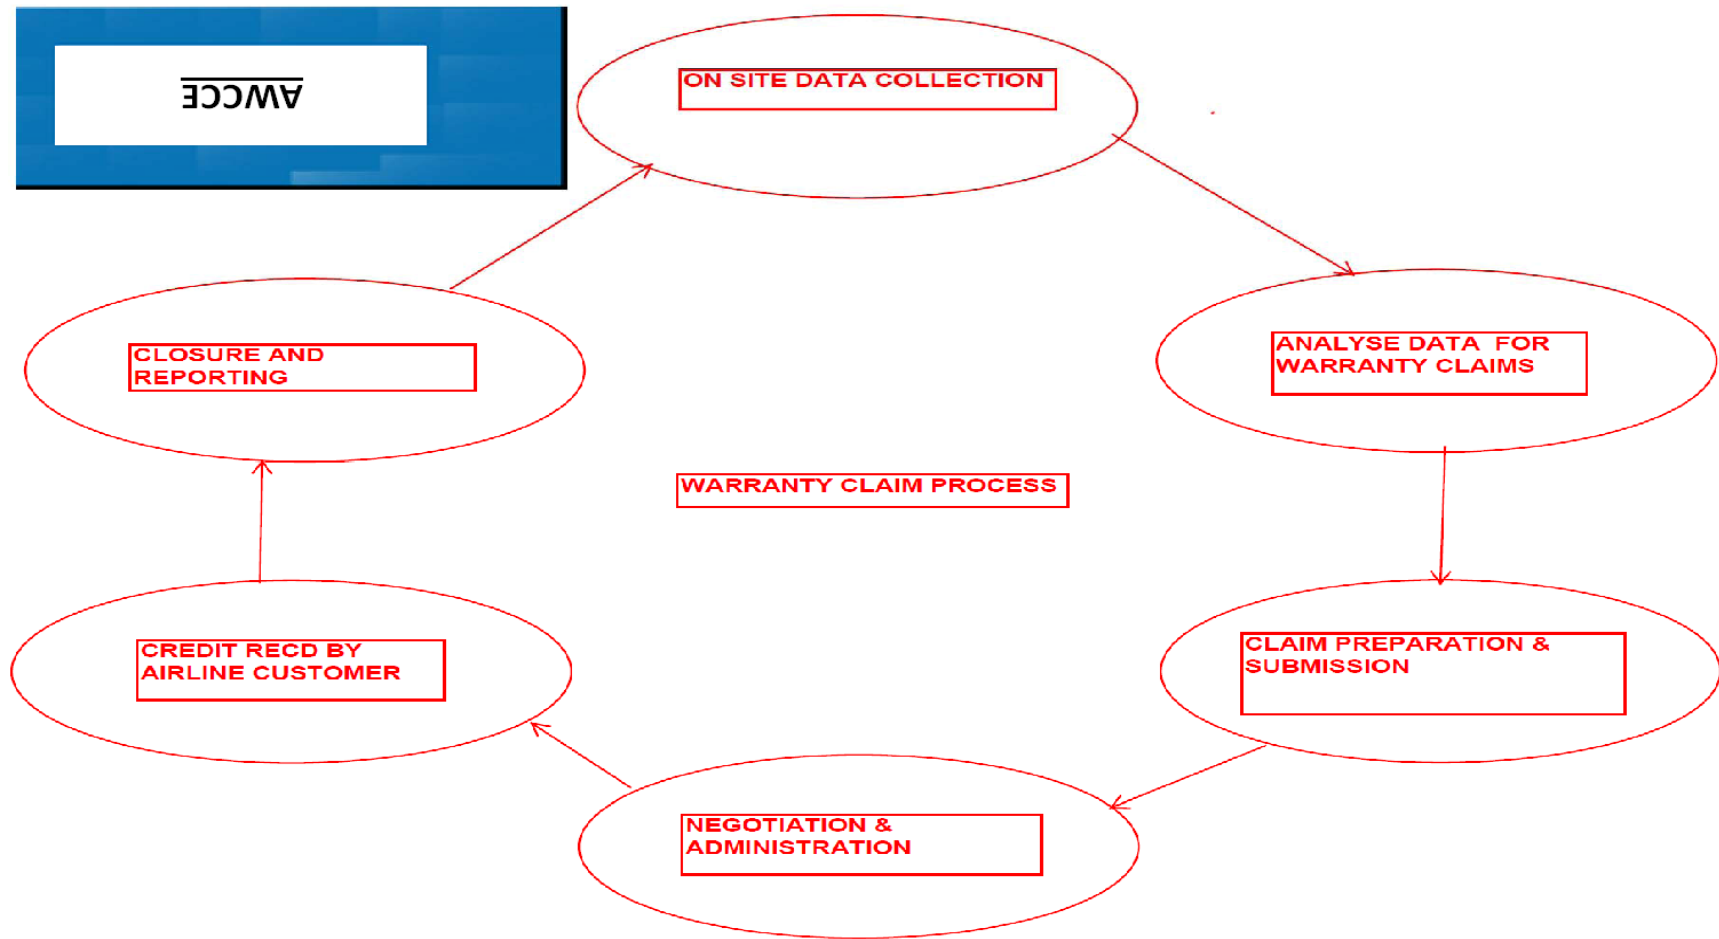 AWCCE
ON SITE DATA COLLECTION
ANALYSE DATA FOR
WARRANTY CLAIMS
CLOSURE AND
REPORTING
WARRANTY CLAIM PROCESS
CLAIM PREPARATION &
SUBMISSION
CREDIT RECD BY
AIRLINE CUSTOMER
NEGOTIATION &
ADMINISTRATION